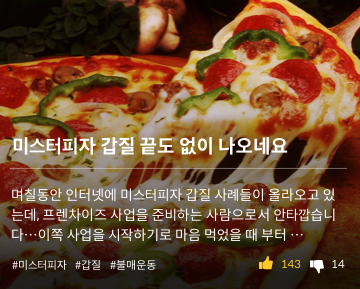 미스터피자 갑질 끝도 없이 나오네요
며칠동안 인터넷에 미스터피자 갑질 사례들이 올라오고 있
는데, 프렌차이즈 사업을 준비하는 사람으로서 안타깝습니
다…이쪽 사업을 시작하기로 마음 먹었을 때 부터 …
#미스터피자 #갑질 #불매운동 143 14